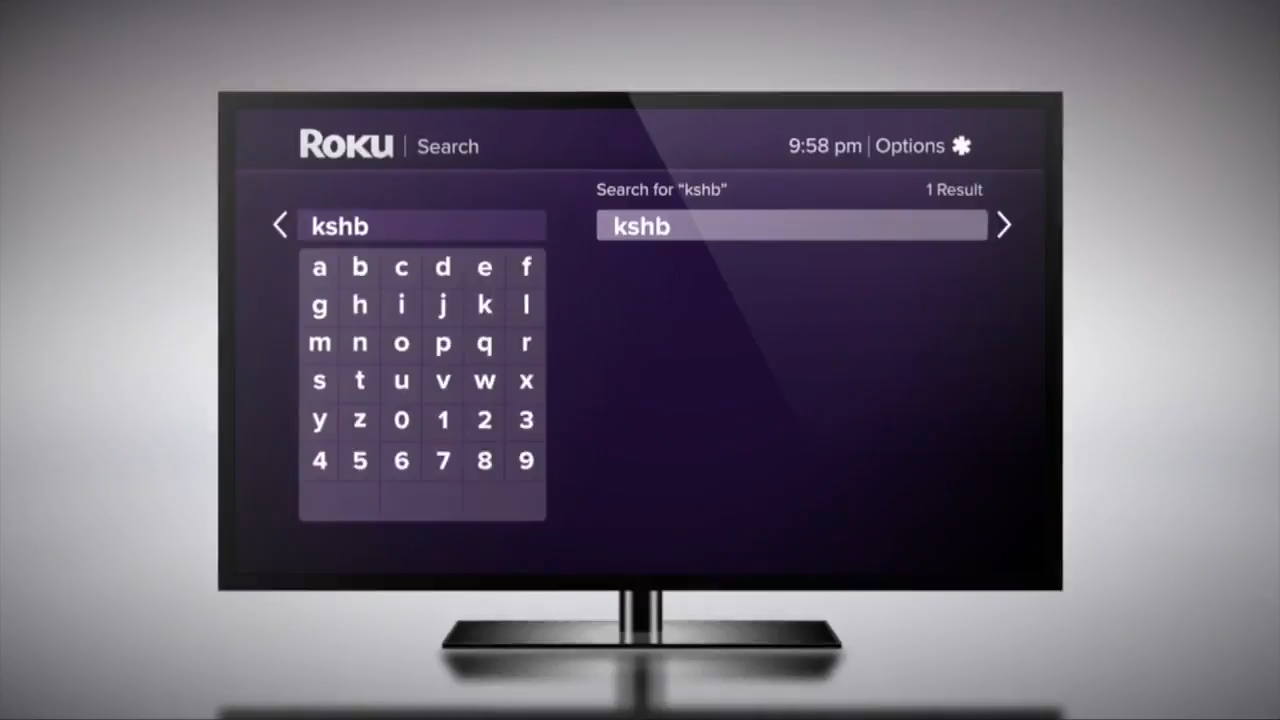 Roku | Search
9:58 pm | Options ✱
Search for “kshb”
1 Result
kshb
kshb
a b c d e f
g h i j k l
m n o p q r
s t u v w x
y z 0 1 2 3
4 5 6 7 8 9